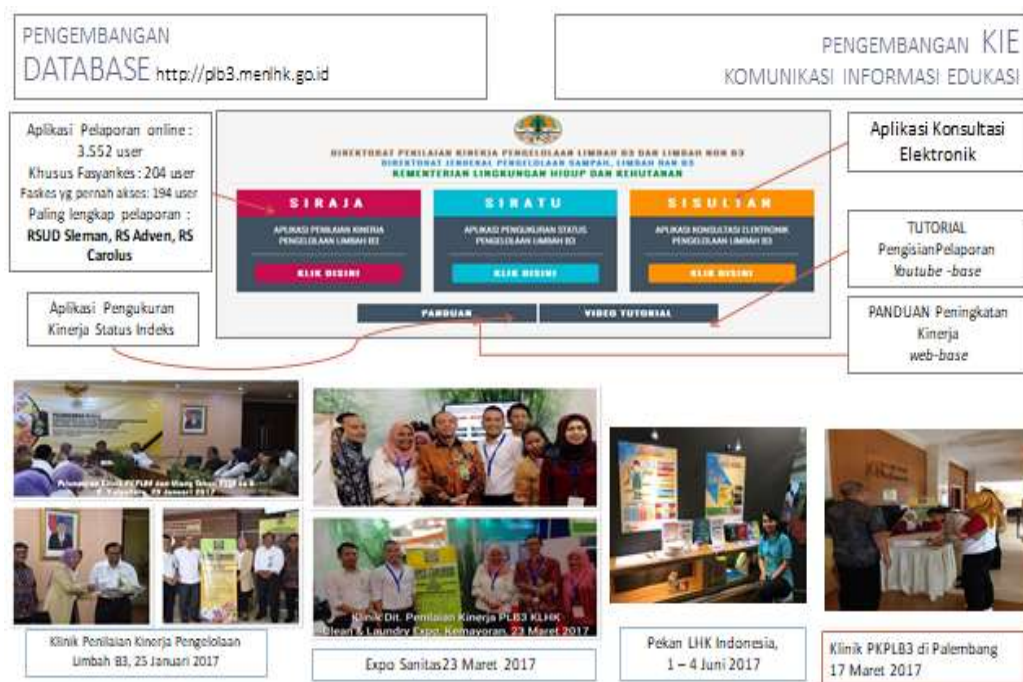 PENGEMBANGAN
DATABASE http://plb3.menlhk.go.id
PENGEMBANGAN KIE
KOMUNIKASI INFORMASI EDUKASI
Aplikasi Pelaporan online :
3.552 user
Khusus Fasyankes : 204 user
Faskes yg pernah akses: 194 user
Paling lengkap pelaporan :
RSUD Sleman, RS Adven, RS
Carolus
Aplikasi Pengukuran
Kinerja Status Indeks
DIREKTORAT PENILAIAN KINERJA PENGELOLAAN LIMBAH B3 DAN LIMBAH NON B3
DIREKTORAT JENDERAL PENGELOLAAN SAMPAH, LIMBAH DAN B3
KEMENTERIAN LINGKUNGAN HIDUP DAN KEHUTANAN
SIRAJA
APLIKASI PENILAIAN KINERJA
PENGELOLAAN LIMBAH B3
KLIK DISINI
SIRATU
APLIKASI PENGUKURAN STATUS
PENGELOLAAN LIMBAH B3
KLIK DISINI
SISULTAN
APLIKASI KONSULTASI ELEKTRONIK
PENGELOLAAN LIMBAH B3
KLIK DISINI
PANDUAN
VIDEO TUTORIAL
Aplikasi Konsultasi
Elektronik
TUTORIAL
PengisianPelaporan
Youtube -base
PANDUAN Peningkatan
Kinerja
web-base
Klinik Dit. Penilaian Kinerja PLB3 KLHK
Clean & Laundry Expo, Kemayoran, 23 Maret 2017
Klinik Penilaian Kinerja Pengelolaan
Limbah B3, 25 Januari 2017
Expo Sanitas23 Maret 2017
Pekan LHK Indonesia,
1 – 4 Juni 2017
Klinik PKPLB3 di Palembang
17 Maret 2017